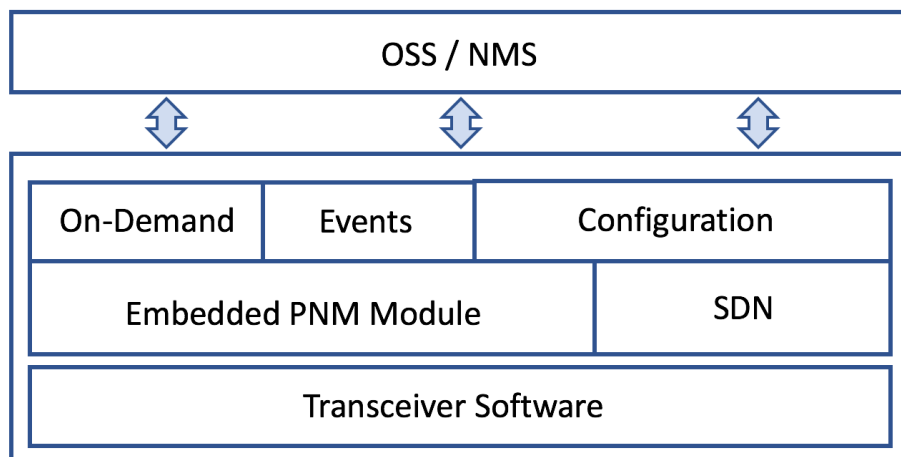 OSS / NMS
On-Demand
Events
Configuration
Embedded PNM Module
SDN
Transceiver Software